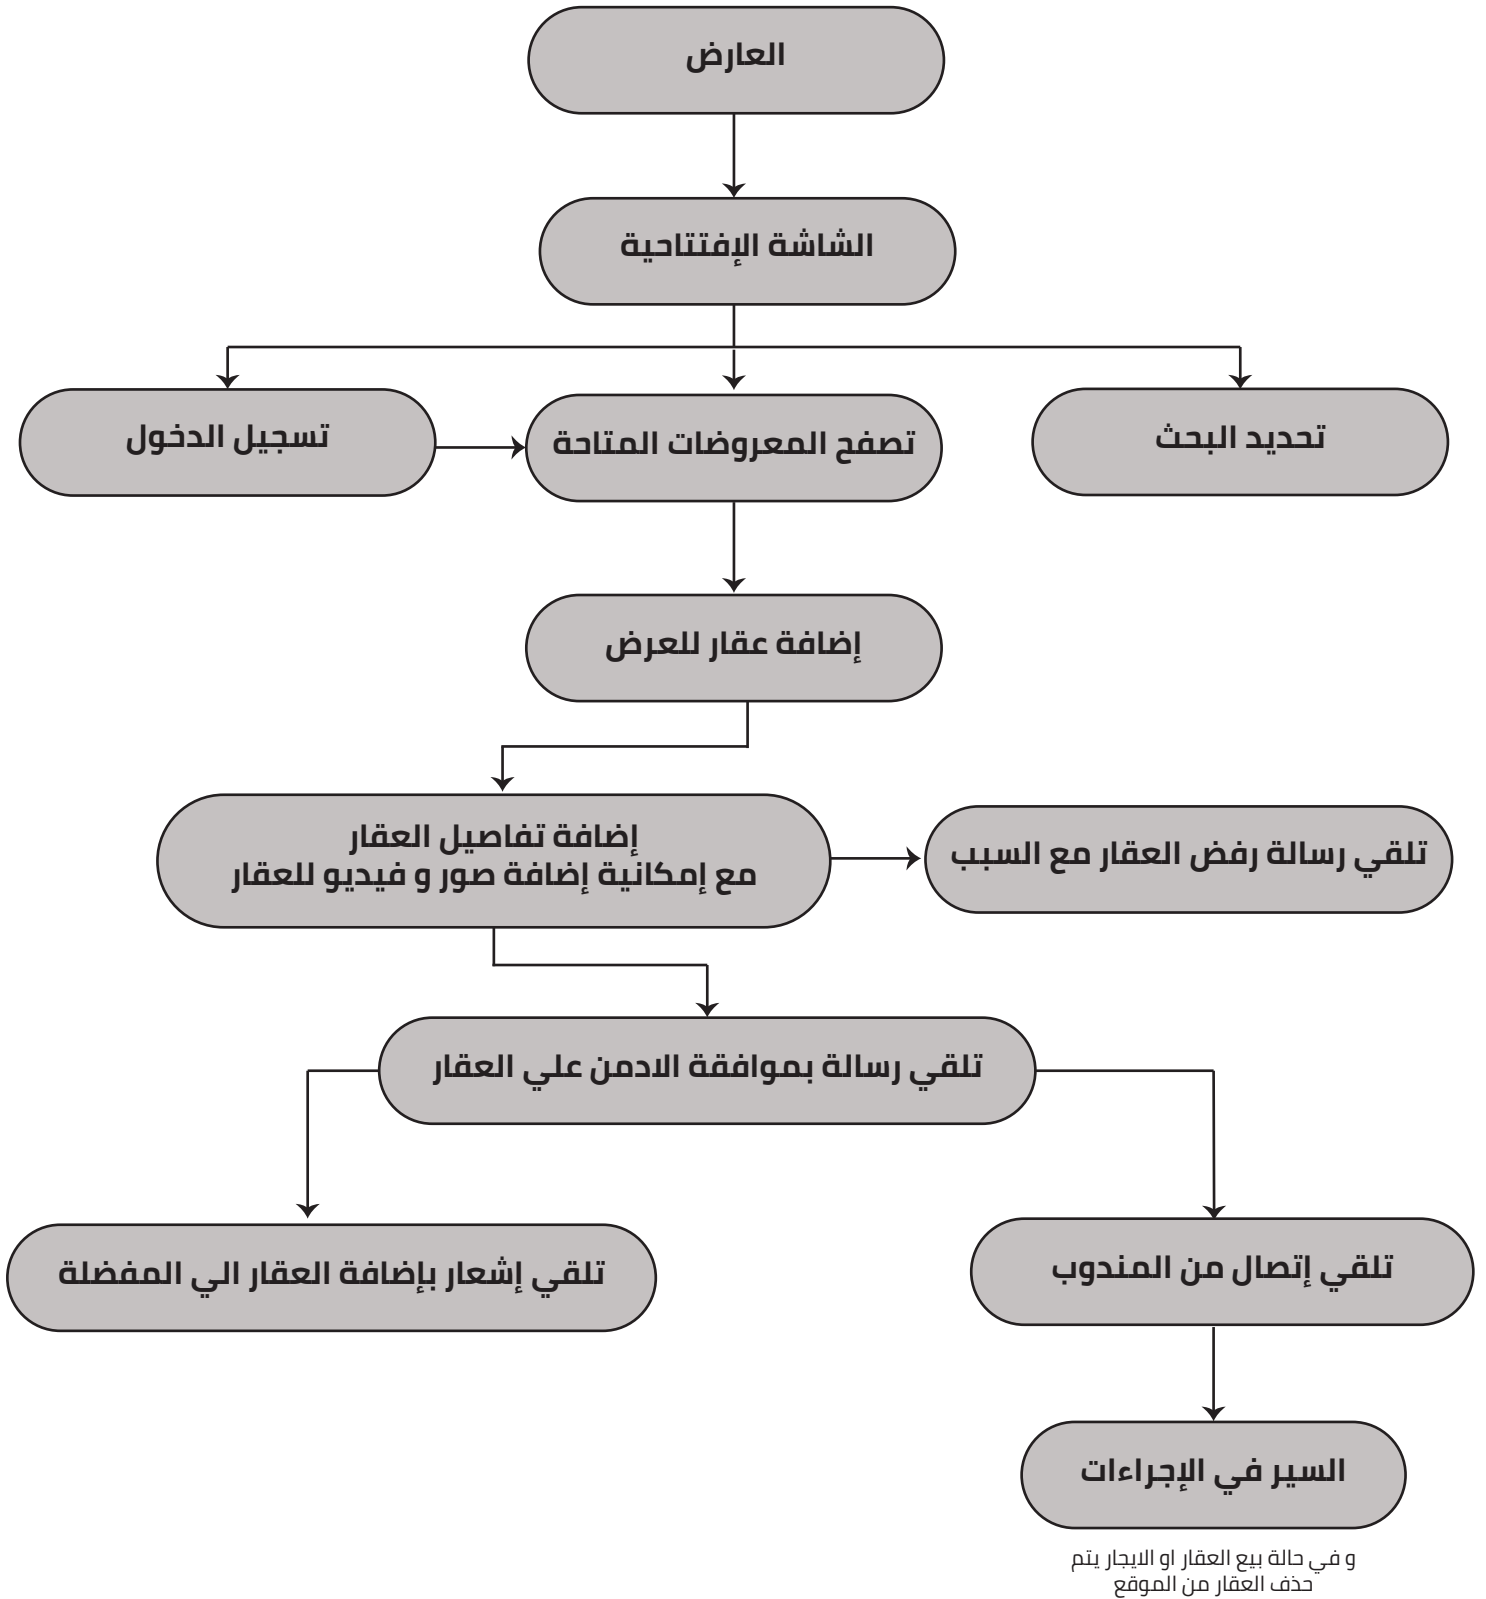 العارض
الشاشة الإفتتاحية
تحديد البحث
تصفح المعروضات المتاحة
تسجيل الدخول
إضافة عقار للعرض
إضافة تفاصيل العقار
مع إمكانية إضافة صور و فيديو للعقار
تلقي رسالة رفض العقار مع السبب
تلقي رسالة بموافقة الادمن علي العقار
تلقي إتصال من المندوب
تلقي إشعار بإضافة العقار الي المفضلة
السير في الإجراءات
و في حالة بيع العقار او الايجار يتم
حذف العقار من الموقع